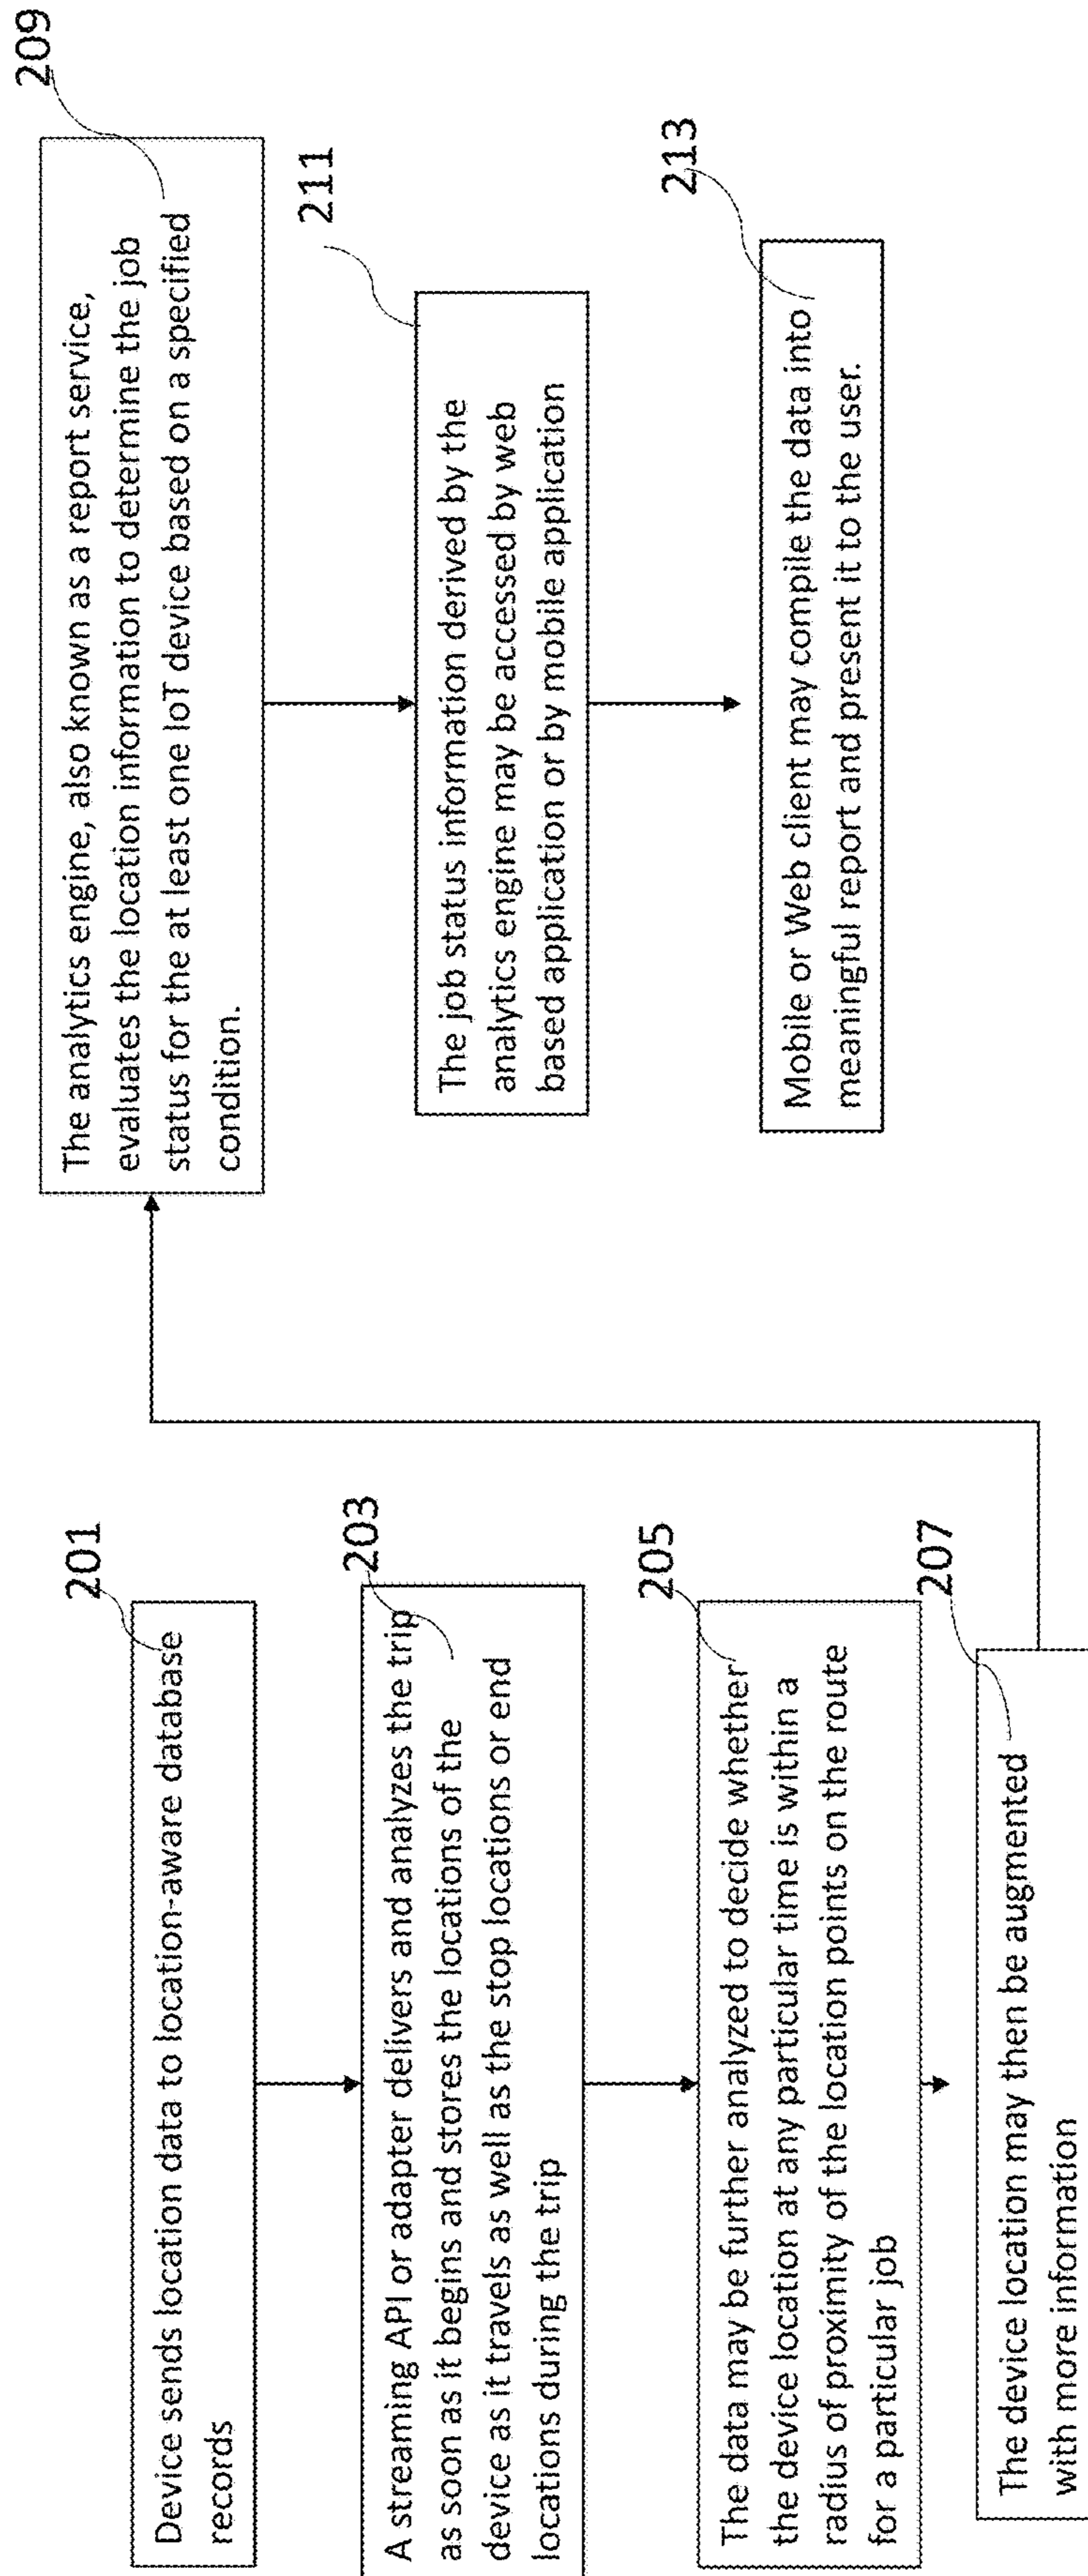 201
Device sends location data to location-aware database
records
203
A streaming API or adapter delivers and analyzes the trip
as soon as it begins and stores the locations of the
device as it travels as well as the stop locations or end
locations during the trip
205
The data may be further analyzed to decide whether
the device location at any particular time is within a
radius of proximity of the location points on the route
for a particular job
207
The device location may then be augmented
with more information
209
The analytics engine, also known as a report service,
evaluates the location information to determine the job
status for the at least one IoT device based on a specified
condition.
211
The job status information derived by the
analytics engine may be accessed by web
based application or by mobile application
213
Mobile or Web client may compile the data into
meaningful report and present it to the user.